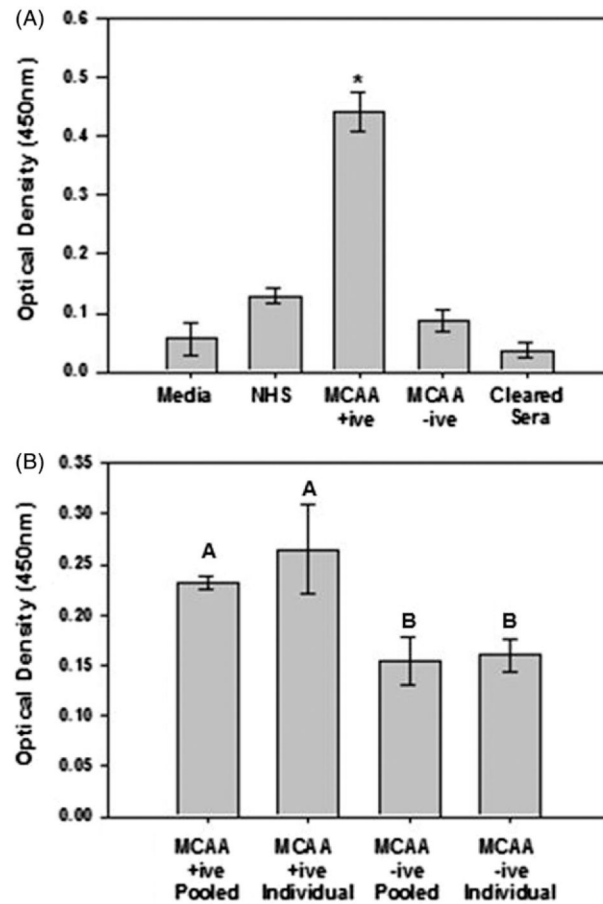 (A)
0.6
0.5
*
0.4
0.3
0.2
0.1
0.0
Optical Density (450nm)
Media NHS MCAA MCAA Cleared
+ive -ive Sera
(B)
0.35
0.30
0.25
0.20
0.15
0.10
0.05
0.00
Optical Density (450nm)
A A B B
MCAA MCAA MCAA MCAA
+ive +ive -ive -ive
Pooled Individual Pooled Individual